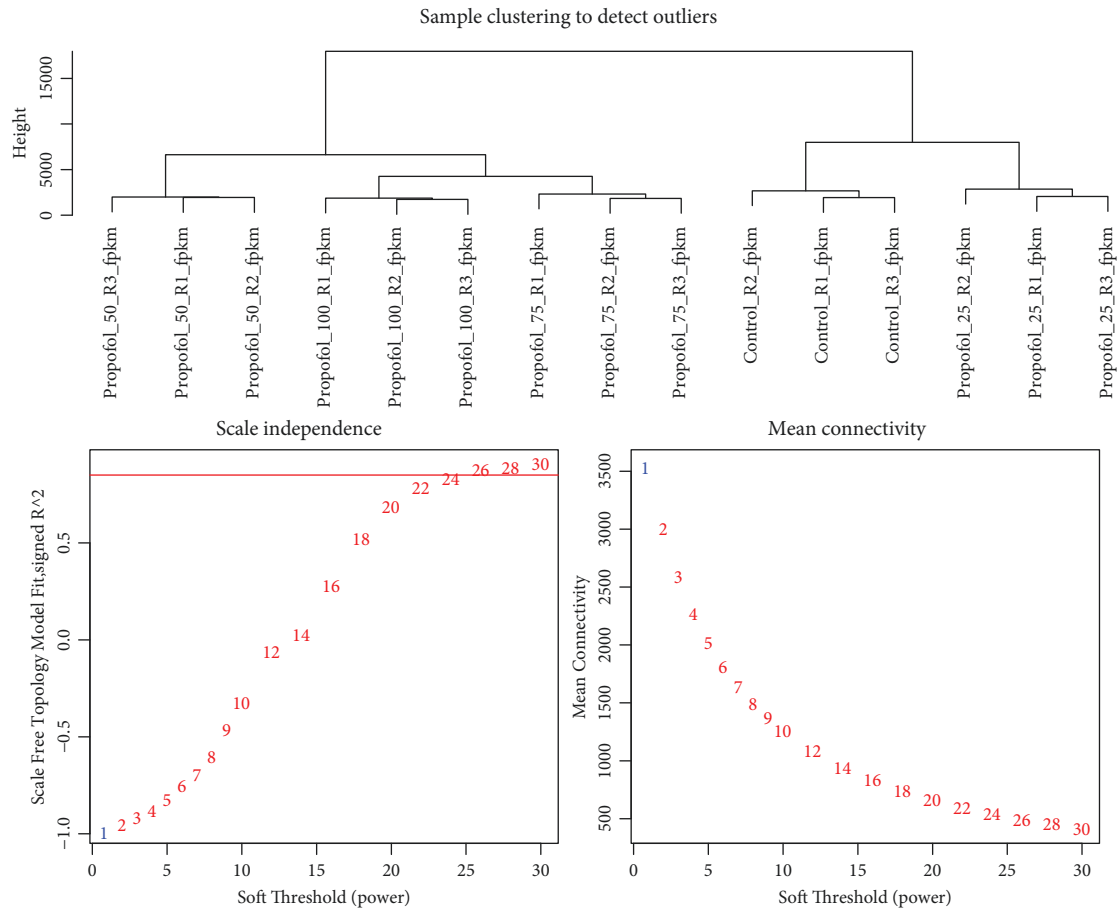 Sample clustering to detect outliers
Height
0
5000
15000
Propofol_50_R3_fpkm
Propofol_50_R1_fpkm
Propofol_50_R2_fpkm
Propofol_100_R1_fpkm
Propofol_100_R2_fpkm
Propofol_100_R3_fpkm
Propofol_75_R1_fpkm
Propofol_75_R2_fpkm
Propofol_75_R3_fpkm
Control_R2_fpkm
Control_R1_fpkm
Control_R3_fpkm
Propofol_25_R2_fpkm
Propofol_25_R1_fpkm
Propofol_25_R3_fpkm
Scale independence
Scale Free Topology Model Fit,signed R^2
−1.0
−0.5
0.0
0.5
1
2
3
4
5
6
7
8
9
10
12
14
16
18
20
22
24
26
28
30
0
5
10
15
20
25
30
Soft Threshold (power)
Mean connectivity
Mean Connectivity
500
1000
1500
2000
2500
3000
3500
1
2
3
4
5
6
7
8
9
10
12
14
16
18
20
22
24
26
28
30
0
5
10
15
20
25
30
Soft Threshold (power)